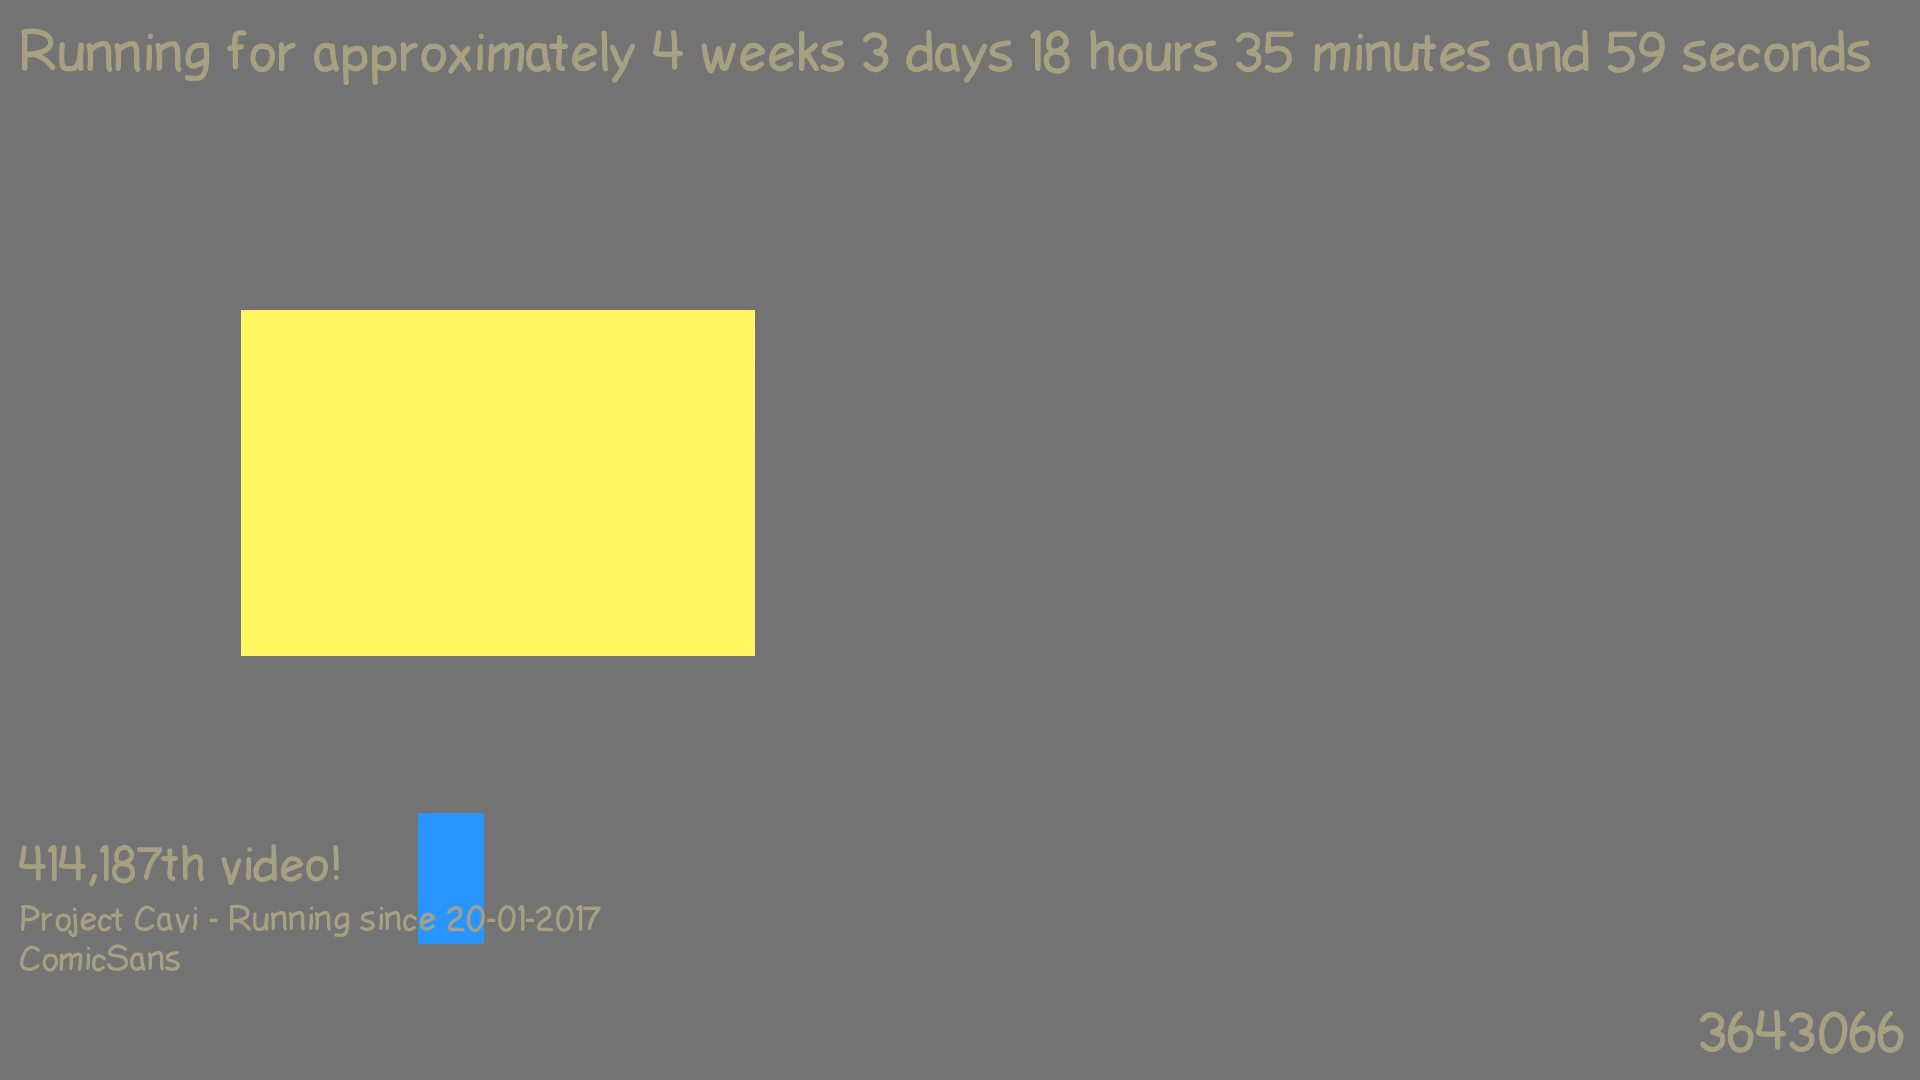 Running for approximately 4 weeks 3 days 18 hours 35 minutes and 59 seconds
414,187th video!
Project Cavi - Running since 20-01-2017
ComicSans
3643066